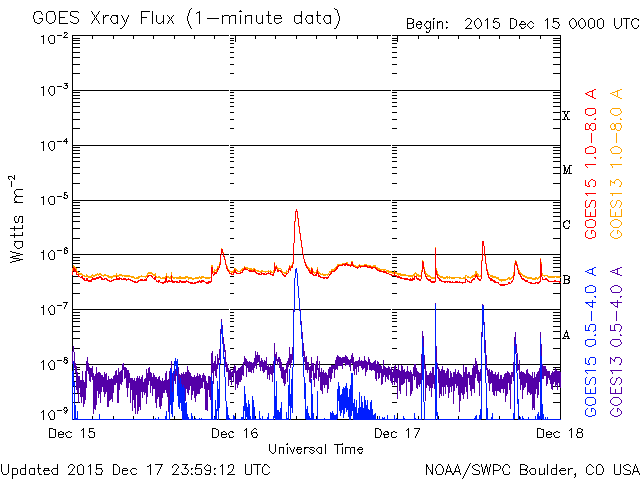 GOES Xray Flux (1-minute data)
Begin: 2015 Dec 15 0000 UTC
10-2
10-3
10-4
10-5
10-6
10-7
10-8
10-9
Watts m-2
X
M
C
B
A
GOES15 1.0-8.0 A
GOES13 1.0-8.0 A
GOES15 0.5-4.0 A
GOES13 0.5-4.0 A
Dec 15
Dec 16
Dec 17
Dec 18
Universal Time
Updated 2015 Dec 17 23:59:12 UTC
NOAA/SWPC Boulder, CO USA